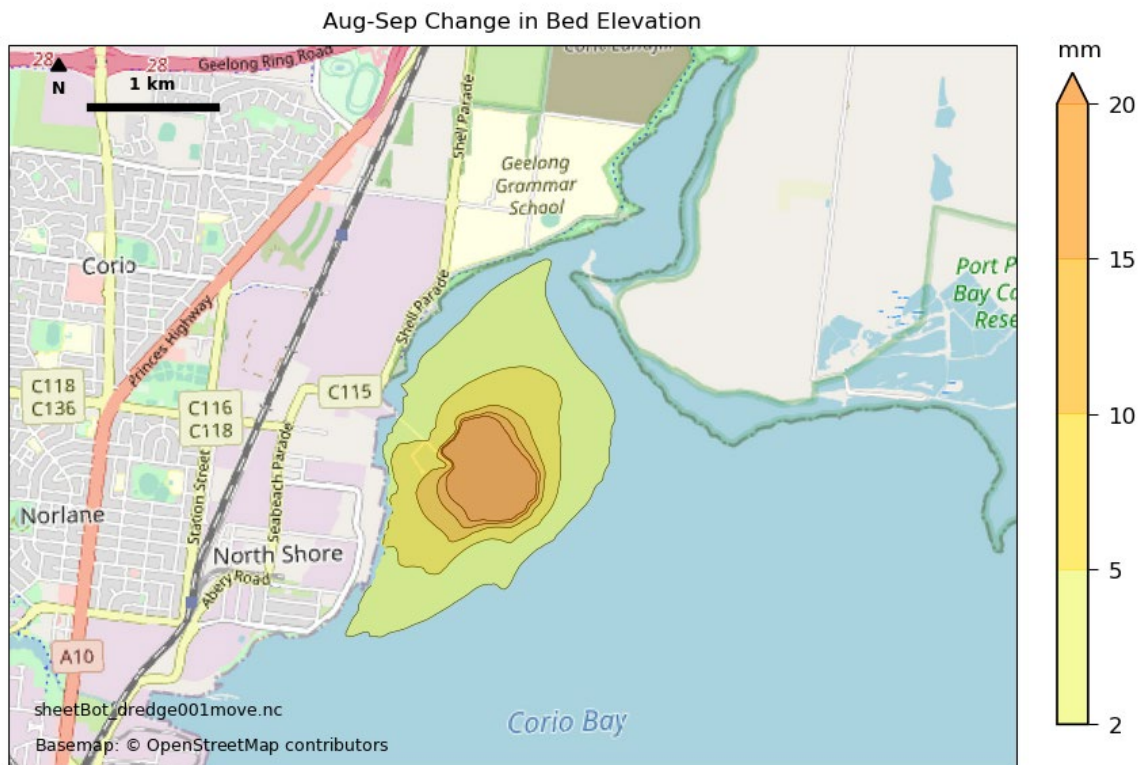 Aug-Sep Change in Bed Elevation
mm
28
28
Geelong Ring Road
N
1 km
20
15
10
5
2
Shell Parade
Geelong
Grammar
School
Corio
Princes Highway
Shell Parade
Port P
Bay Co
Rese
C118
C136
C116
C118
C115
Station Street
Seabeach Parade
Norlane
North Shore
Abery Road
A10
sheetBot_dredge001move.nc
Corio Bay
Basemap: © OpenStreetMap contributors